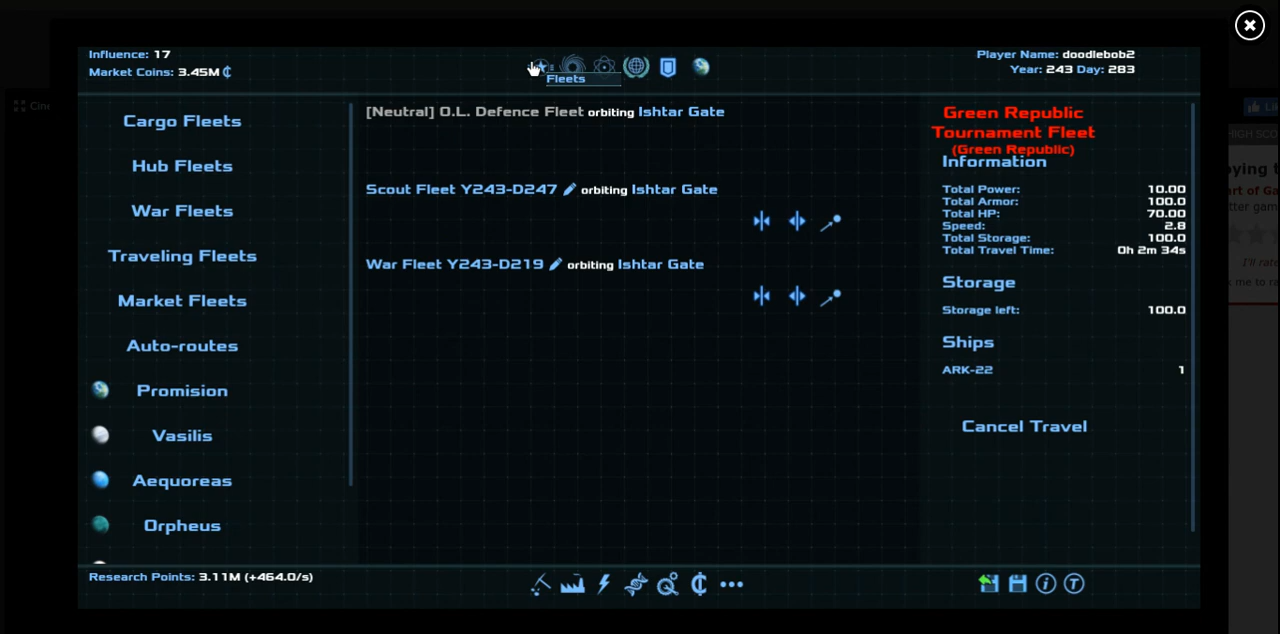 Influence: 17
Market Coins: 3.45M ₵
Fleets
Player Name: doodlebob2
Year: 243 Day: 283
Cargo Fleets
Hub Fleets
War Fleets
Traveling Fleets
Market Fleets
Auto-routes
Promision
Vasilis
Aequoreas
Orpheus
[Neutral] O.L. Defence Fleet orbiting Ishtar Gate
Scout Fleet Y243-D247 orbiting Ishtar Gate
War Fleet Y243-D219 orbiting Ishtar Gate
Green Republic
Tournament Fleet
(Green Republic)
Information
Total Power: 10.00
Total Armor: 100.0
Total HP: 70.00
Speed: 2.8
Total Storage: 100.0
Total Travel Time: 0h 2m 34s
Storage
Storage left: 100.0
Ships
ARK-22 1
Cancel Travel
Research Points: 3.11M (+464.0/s)